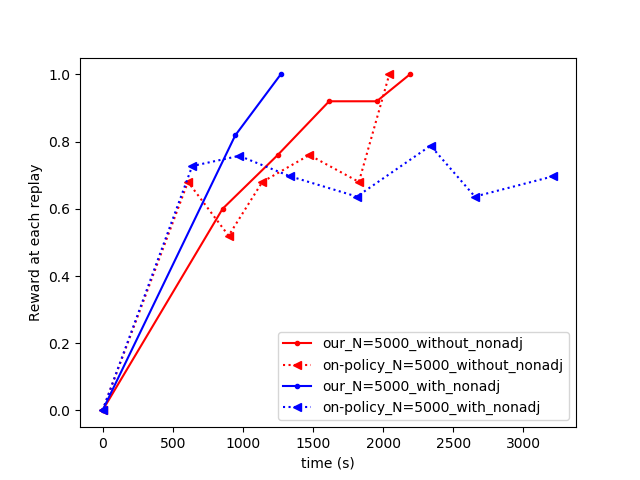 1.0
0.8
0.6
0.4
0.2
0.0
Reward at each replay
our_N=5000_without_nonadj
on-policy_N=5000_without_nonadj
our_N=5000_with_nonadj
on-policy_N=5000_with_nonadj
0 500 1000 1500 2000 2500 3000
time (s)